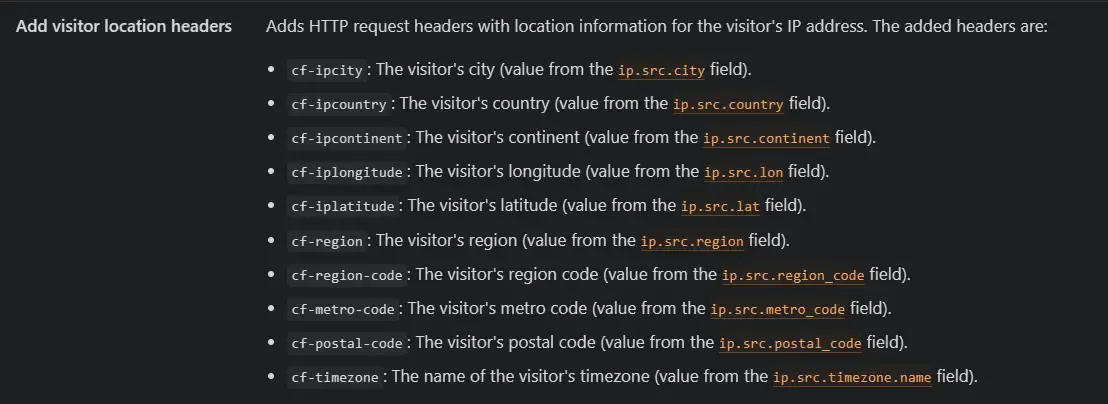 Add visitor location headers
Adds HTTP request headers with location information for the visitor's IP address. The added headers are:
• cf-ipcity: The visitor's city (value from the ip.src.city field).
• cf-ipcountry: The visitor's country (value from the ip.src.country field).
• cf-ipcontinent: The visitor's continent (value from the ip.src.continent field).
• cf-iplongitude: The visitor's longitude (value from the ip.src.lon field).
• cf-iplatitude: The visitor's latitude (value from the ip.src.lat field).
• cf-region: The visitor's region (value from the ip.src.region field).
• cf-region-code: The visitor's region code (value from the ip.src.region_code field).
• cf-metro-code: The visitor's metro code (value from the ip.src.metro_code field).
• cf-postal-code: The visitor's postal code (value from the ip.src.postal_code field).
• cf-timezone: The name of the visitor's timezone (value from the ip.src.timezone.name field).